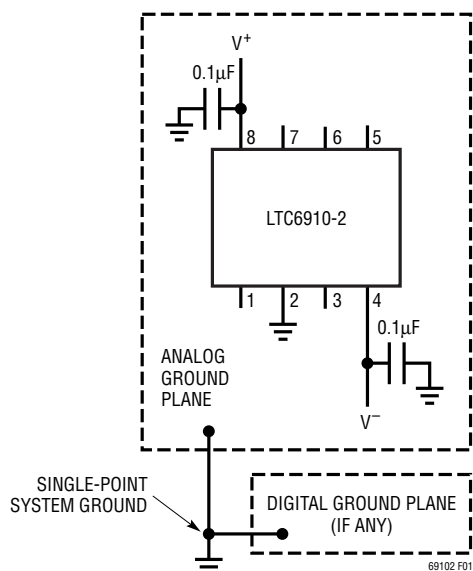 V+
0.1µF
8 7 6 5
LTC6910-2
1 2 3 4
0.1µF
ANALOG
GROUND
PLANE
V−
SINGLE-POINT
SYSTEM GROUND
DIGITAL GROUND PLANE
(IF ANY)
69102 F01